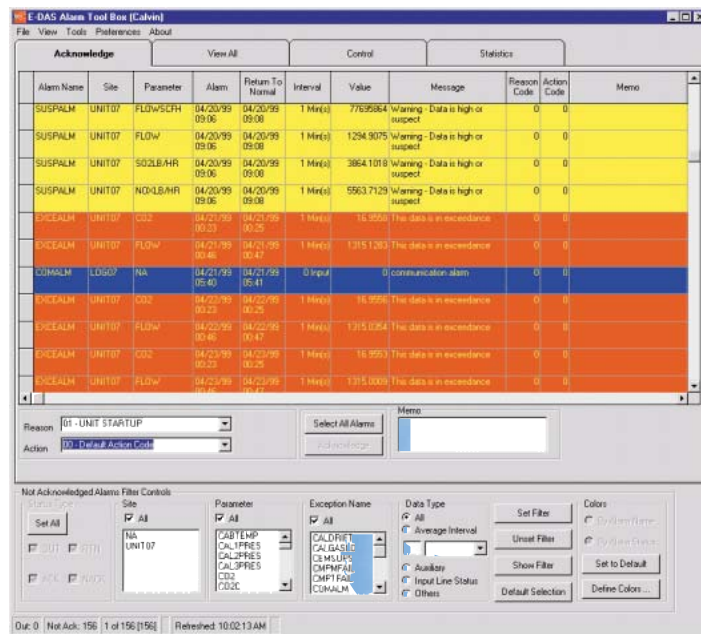 E-DAS Alarm Tool Box (Calvin)
File View Tools Preferences About
Acknowledge View All Control Statistics
Alarm Name Site Parameter Alarm Return To Normal Interval Value Message Reason Code Action Code Memo
SUSPALM UNIT07 FLOWSCFH 04/20/99 09:06 04/20/99 09:08 1 Min(s) 77695864 Warning - Data is high or suspect 0 0
SUSPALM UNIT07 FLOW 04/20/99 09:06 04/20/99 09:08 1 Min(s) 1294.9075 Warning - Data is high or suspect 0 0
SUSPALM UNIT07 SO2LB/HR 04/20/99 09:06 04/20/99 09:08 1 Min(s) 3864.1018 Warning - Data is high or suspect 0 0
SUSPALM UNIT07 NOXLB/HR 04/20/99 09:06 04/20/99 09:08 1 Min(s) 5563.7129 Warning - Data is high or suspect 0 0
EXCEALM UNIT07 CO2 04/21/99 00:23 04/21/99 00:25 1 Min(s) This data is in exceedance 0 0
EXCEALM UNIT07 FLOW 04/21/99 00:46 04/21/99 00:47 1 Min(s) 1315.1283 This data is in exceedance 0 0
COMALM LOG07 NA 04/21/99 05:40 04/21/99 05:41 0 Input 0 communication alarm 0 0
EXCEALM UNIT07 CO2 04/22/99 00:23 04/22/99 00:25 1 Min(s) 16.9556 This data is in exceedance 0 0
EXCEALM UNIT07 FLOW 04/22/99 00:46 04/22/99 00:47 1 Min(s) 1315.0354 This data is in exceedance 0 0
EXCEALM UNIT07 CO2 04/23/99 00:23 04/23/99 00:25 1 Min(s) 16.9553 This data is in exceedance 0 0
EXCEALM UNIT07 FLOW 04/23/99 04/23/99 1 Min(s) 1315.0009 This data is in exceedance 0 0
Reason 01 - UNIT STARTUP Select All Alarms Memo
Action 00 - Default Action Code Acknowledge
Not Acknowledged Alarms Filter Controls
Status Type Site Parameter Exception Name Data Type Colors
Set All All All All All Set Filter By Alarm Name
NA CABTEMP Average Interval
UNIT07 CAL1PRES Unset Filter By Alarm Status
OUT RTN CAL2PRES
CAL3PRES Auxiliary Show Filter Set to Default
ACK NACK CO2 Input Line Status
CO2C COMALM Others Default Selection Define Colors ...
Out: 0 Not Ack: 156 1 of 156 [156] Refreshed: 10:02:13 AM